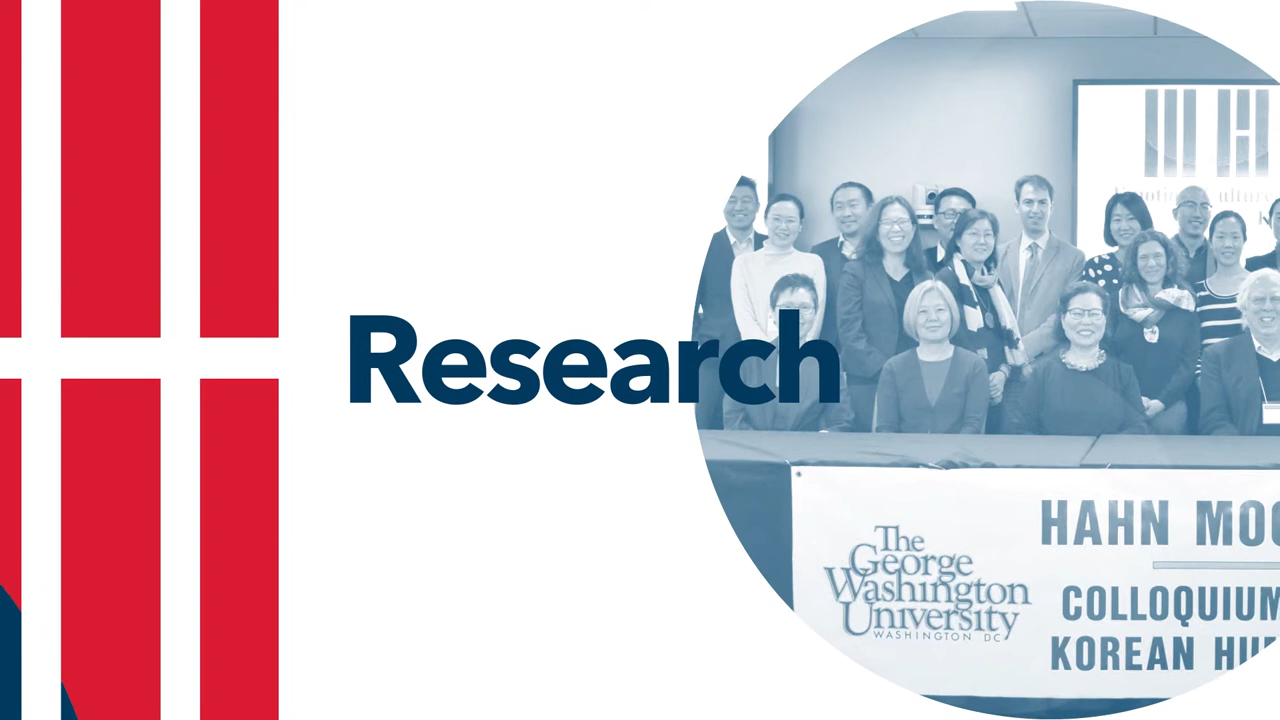 Research
The
George
Washington
University
WASHINGTON DC
HAHN MOO
COLLOQUIUM
KOREAN HU